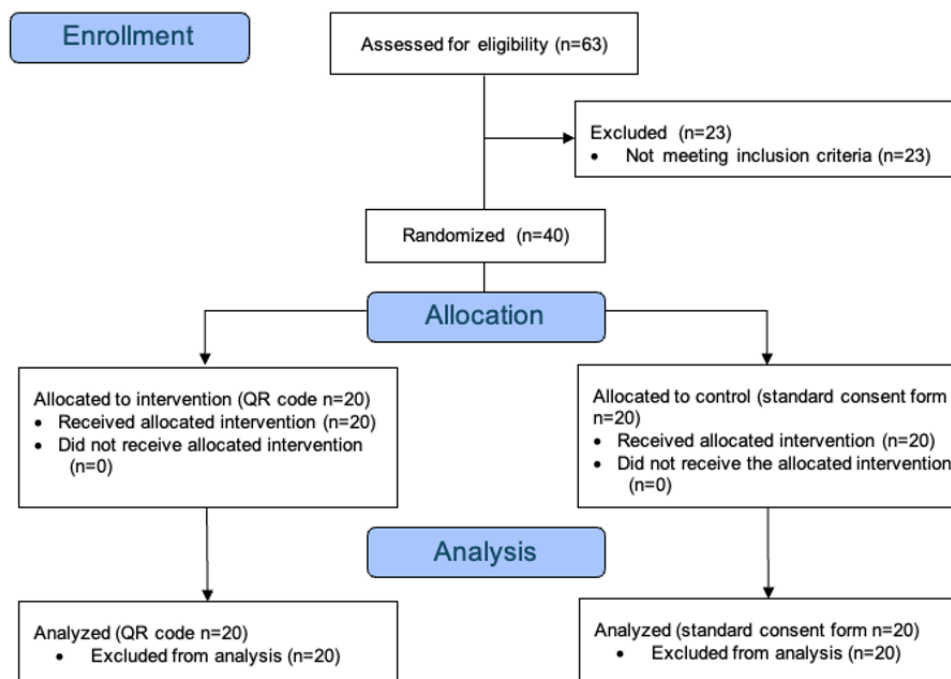 Enrollment
Assessed for eligibility (n=63)
Excluded (n=23)
• Not meeting inclusion criteria (n=23)
Randomized (n=40)
Allocation
Allocated to intervention (QR code n=20)
• Received allocated intervention (n=20)
• Did not receive allocated intervention
(n=0)
Allocated to control (standard consent form
n=20)
• Received allocated intervention (n=20)
• Did not receive the allocated intervention
(n=0)
Analysis
Analyzed (QR code n=20)
• Excluded from analysis (n=20)
Analyzed (standard consent form n=20)
• Excluded from analysis (n=20)